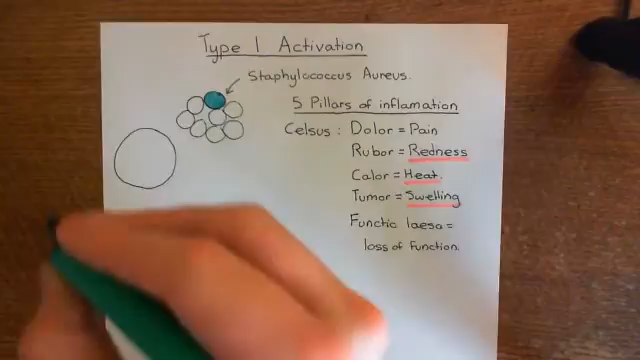 Type 1 Activation
Staphylococcus Aureus.
5 Pillars of inflamation
Celsus : Dolor = Pain
Rubor = Redness
Calor = Heat.
Tumor = Swelling
Functio laesa =
loss of function.